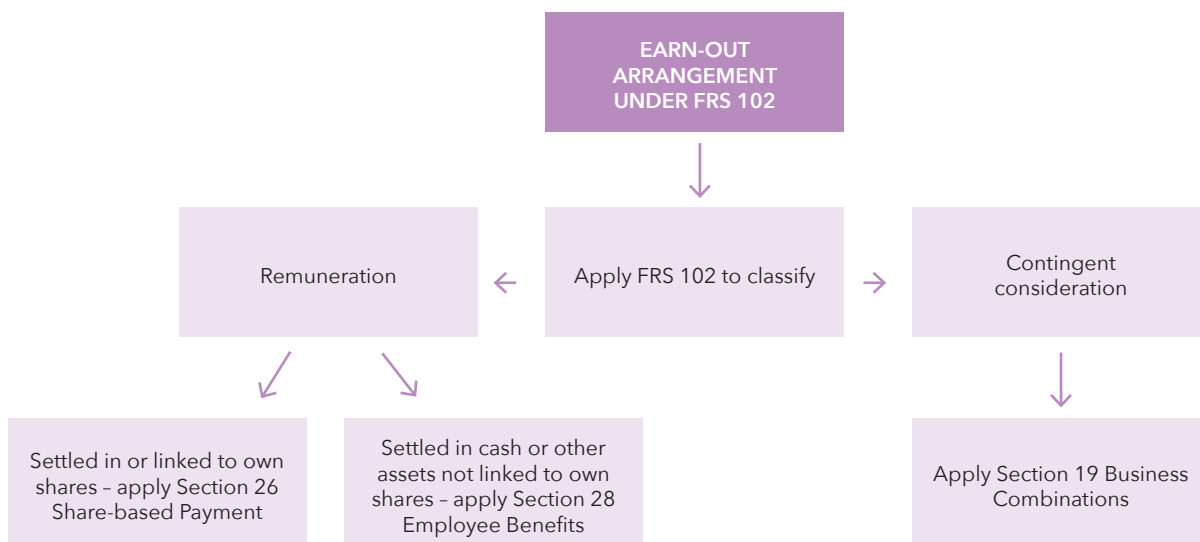 EARN-OUT
ARRANGEMENT
UNDER FRS 102
Remuneration
Apply FRS 102 to classify
Contingent
consideration
Settled in or linked to own
shares – apply Section 26
Share-based Payment
Settled in cash or other
assets not linked to own
shares – apply Section 28
Employee Benefits
Apply Section 19 Business
Combinations